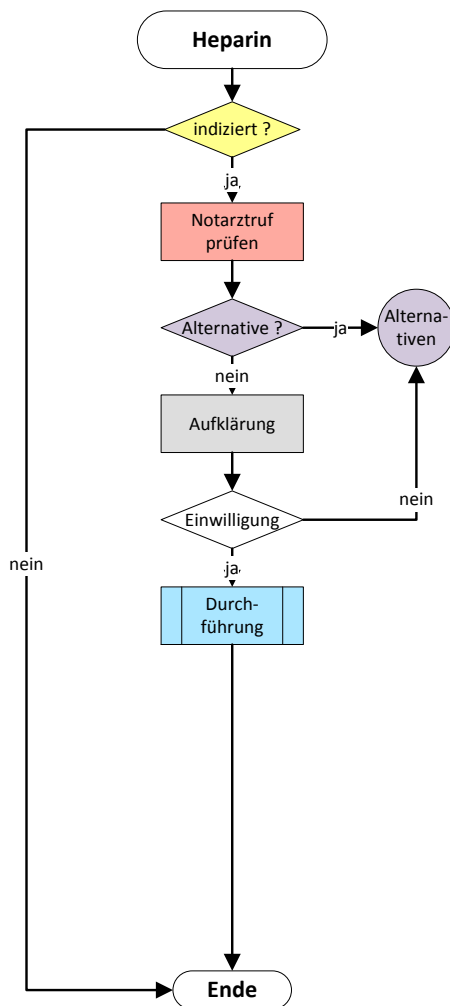 Heparin
indiziert ?
ja
Notarztruf
prüfen
Alternative ?
ja
Alterna-
tiven
nein
Aufklärung
Einwilligung
nein
ja
nein
Durch-
führung
Ende